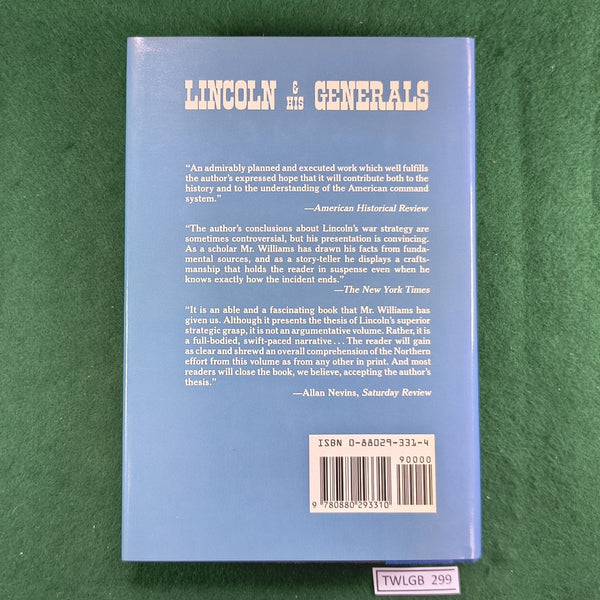 LINCOLN & HIS GENERALS
“An admirably planned and executed work which well fulfills
the author’s expressed hope that it will contribute both to the
history and to the understanding of the American command
system.”
—American Historical Review
“The author’s conclusions about Lincoln’s war strategy are
sometimes controversial, but his presentation is convincing.
As a scholar Mr. Williams has drawn his facts from funda-
mental sources, and as a story-teller he displays a crafts-
manship that holds the reader in suspense even when he
knows exactly how the incident ends.”
—The New York Times
“It is an able and a fascinating book that Mr. Williams has
given us. Although it presents the thesis of Lincoln’s superior
strategic grasp, it is not an argumentative volume. Rather, it is
a full-bodied, swift-paced narrative . . . The reader will gain
as clear and shrewd an overall comprehension of the Northern
effort from this volume as from any other in print. And most
readers will close the book, we believe, accepting the author’s
thesis.”
—Allan Nevins, Saturday Review
ISBN 0-88029-331-4
90000
9 780880 293310
TWLGB 299